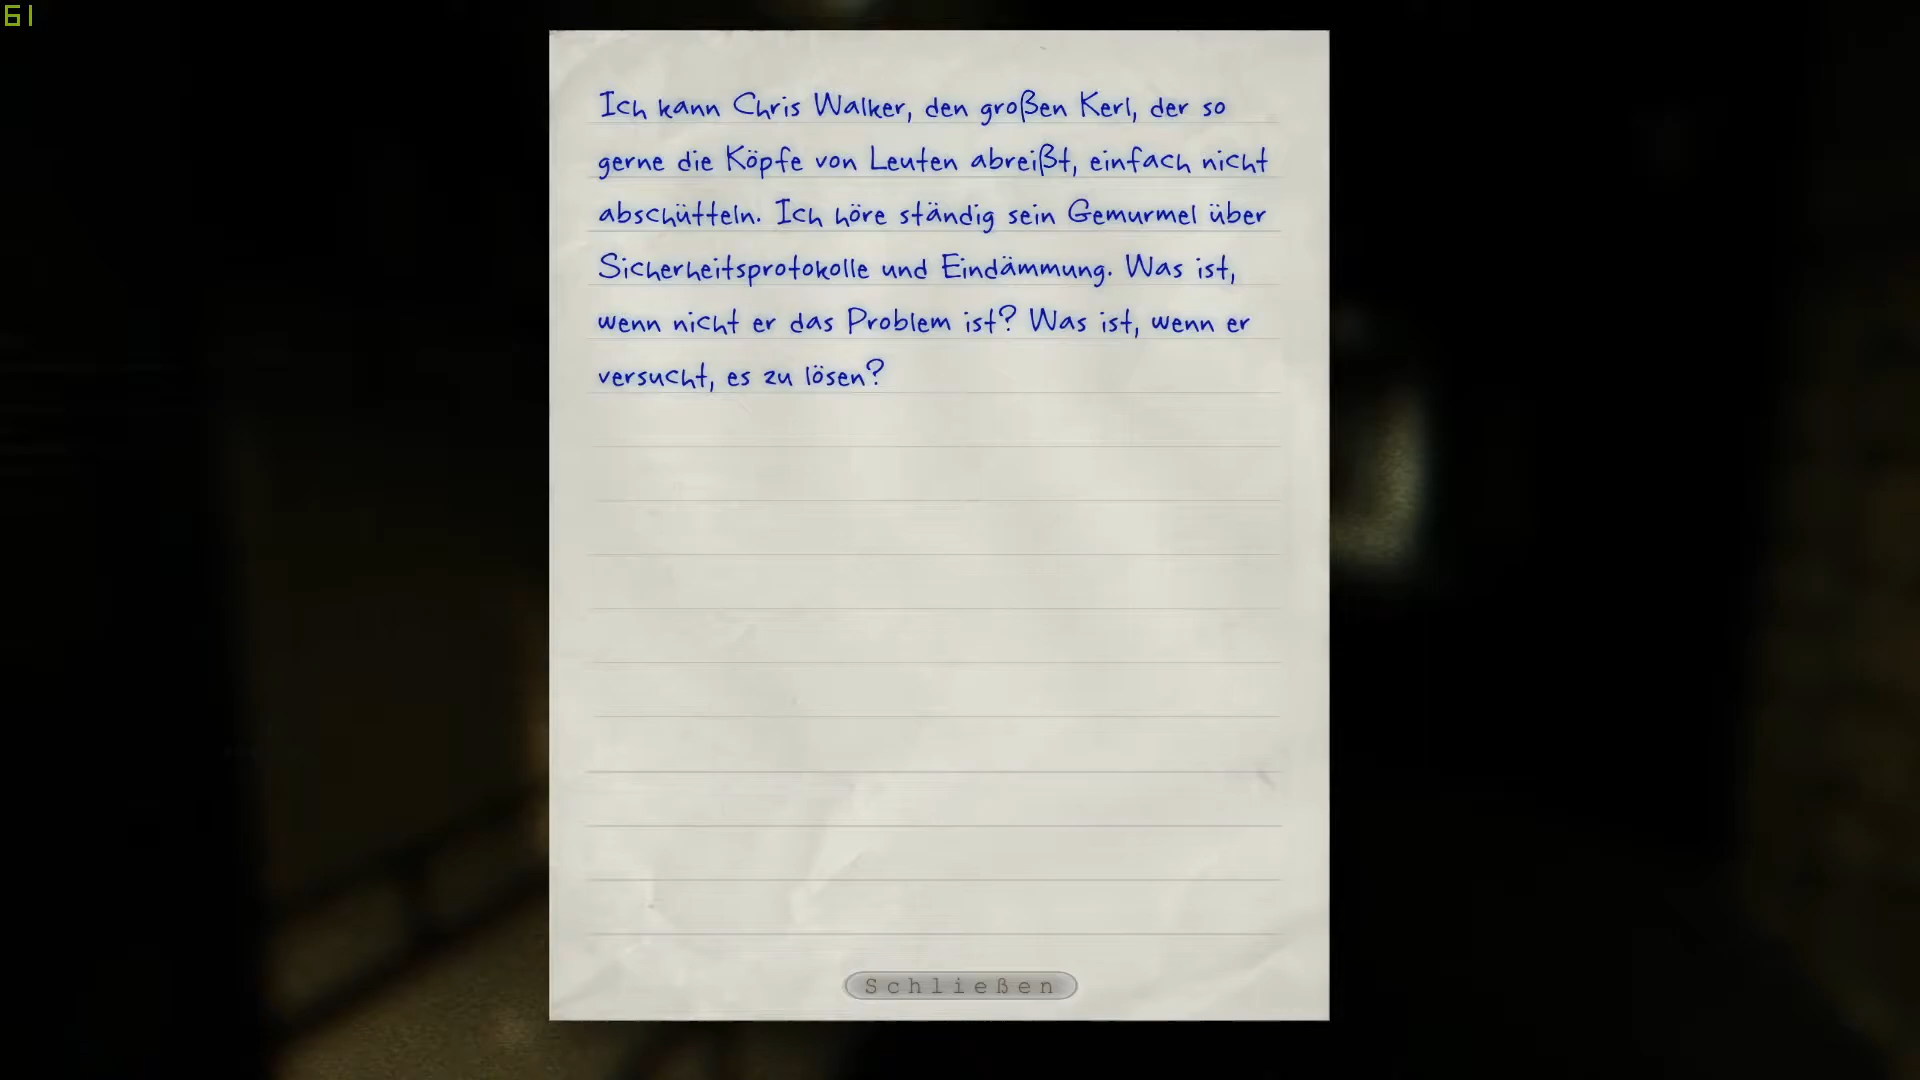 61
Ich kann Chris Walker, den großen Kerl, der so
gerne die Köpfe von Leuten abreißt, einfach nicht
abschütteln. Ich höre ständig sein Gemurmel über
Sicherheitsprotokolle und Eindämmung. Was ist,
wenn nicht er das Problem ist? Was ist, wenn er
versucht, es zu lösen?
Schließen